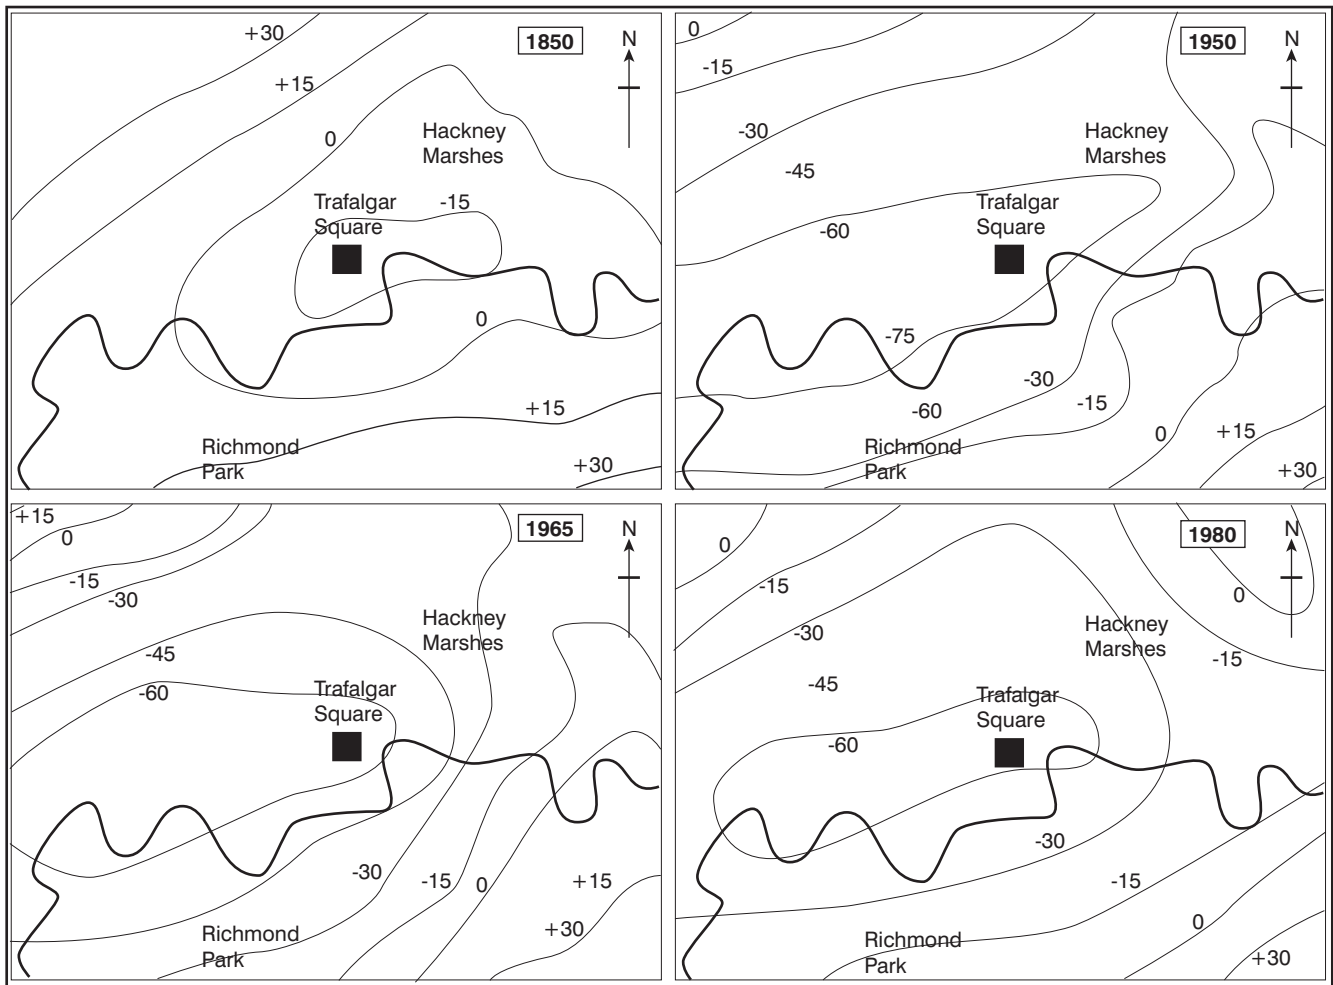 +30
1850
N
+15
0
Hackney
Marshes
Trafalgar
Square
-15
0
+15
Richmond
Park
+30
0
1950
N
-15
-30
Hackney
Marshes
-45
Trafalgar
Square
-60
-75
-30
-15
-60
0
+15
Richmond
Park
+30
+15
1965
N
0
-15
-30
Hackney
Marshes
-45
-60
Trafalgar
Square
-30
-15
0
+15
+30
Richmond
Park
1980
N
0
-15
0
-30
Hackney
Marshes
-15
-45
Trafalgar
Square
-60
-30
-15
0
Richmond
Park
+30